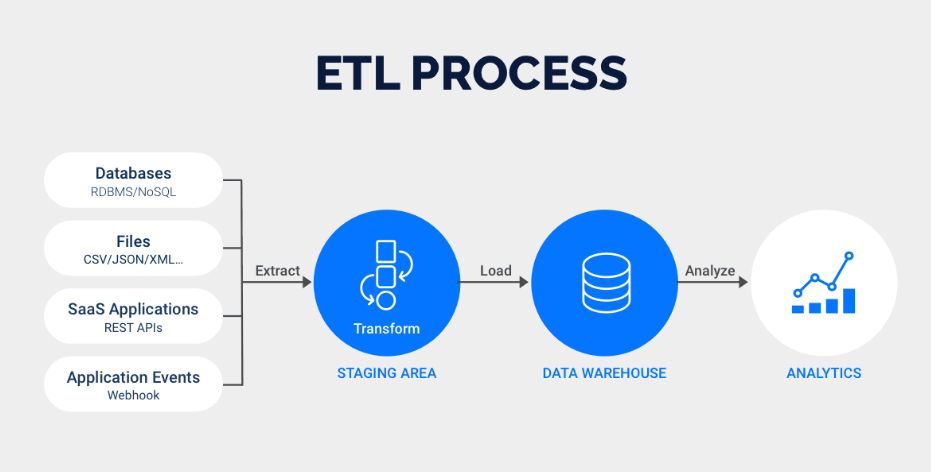 ETL PROCESS
Databases
RDBMS/NoSQL
Files
CSV/JSON/XML...
SaaS Applications
REST APIs
Application Events
Webhook
Extract
Transform
STAGING AREA
Load
DATA WAREHOUSE
Analyze
ANALYTICS